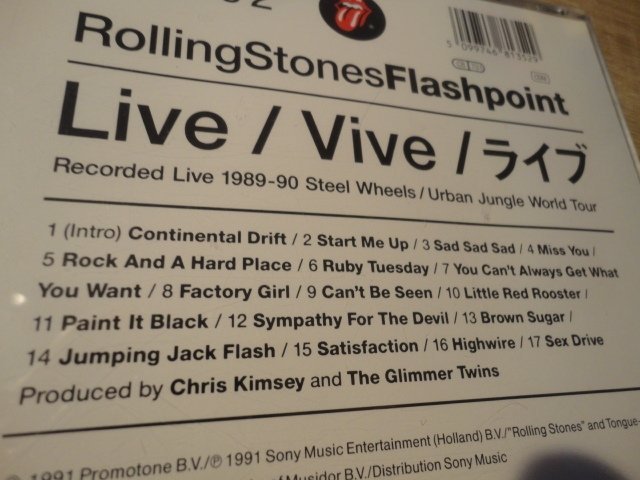 RollingStonesFlashpoint
5 099746 813529
Live / Vive / ライブ
Recorded Live 1989-90 Steel Wheels / Urban Jungle World Tour
1 (Intro) Continental Drift / 2 Start Me Up / 3 Sad Sad Sad / 4 Miss You /
5 Rock And A Hard Place / 6 Ruby Tuesday / 7 You Can't Always Get What
You Want / 8 Factory Girl / 9 Can't Be Seen / 10 Little Red Rooster /
11 Paint It Black / 12 Sympathy For The Devil / 13 Brown Sugar /
14 Jumping Jack Flash / 15 Satisfaction / 16 Highwire / 17 Sex Drive
Produced by Chris Kimsey and The Glimmer Twins
1991 Promotone B.V./℗ 1991 Sony Music Entertainment (Holland) B.V./"Rolling Stones" and Tongue-
of Musidor B.V./Distribution Sony Music